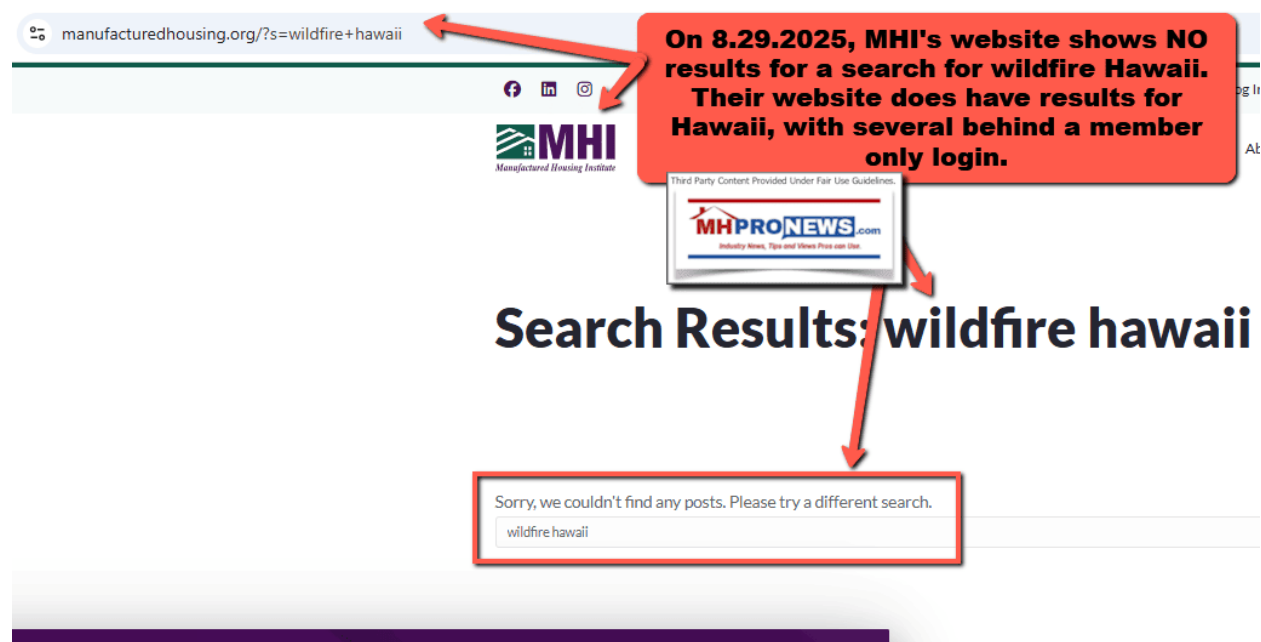 manufacturedhousing.org/?s=wildfire+hawaii
On 8.29.2025, MHI's website shows NO
results for a search for wildfire Hawaii.
Their website does have results for
Hawaii, with several behind a member
only login.
MHI
Manufactured Housing Institute
Third Party Content Provided Under Fair Use Guidelines.
MHPRONEWS.com
Industry News, Tips and Views Pros can Use.
Search Results: wildfire hawaii
Sorry, we couldn't find any posts. Please try a different search.
wildfire hawaii